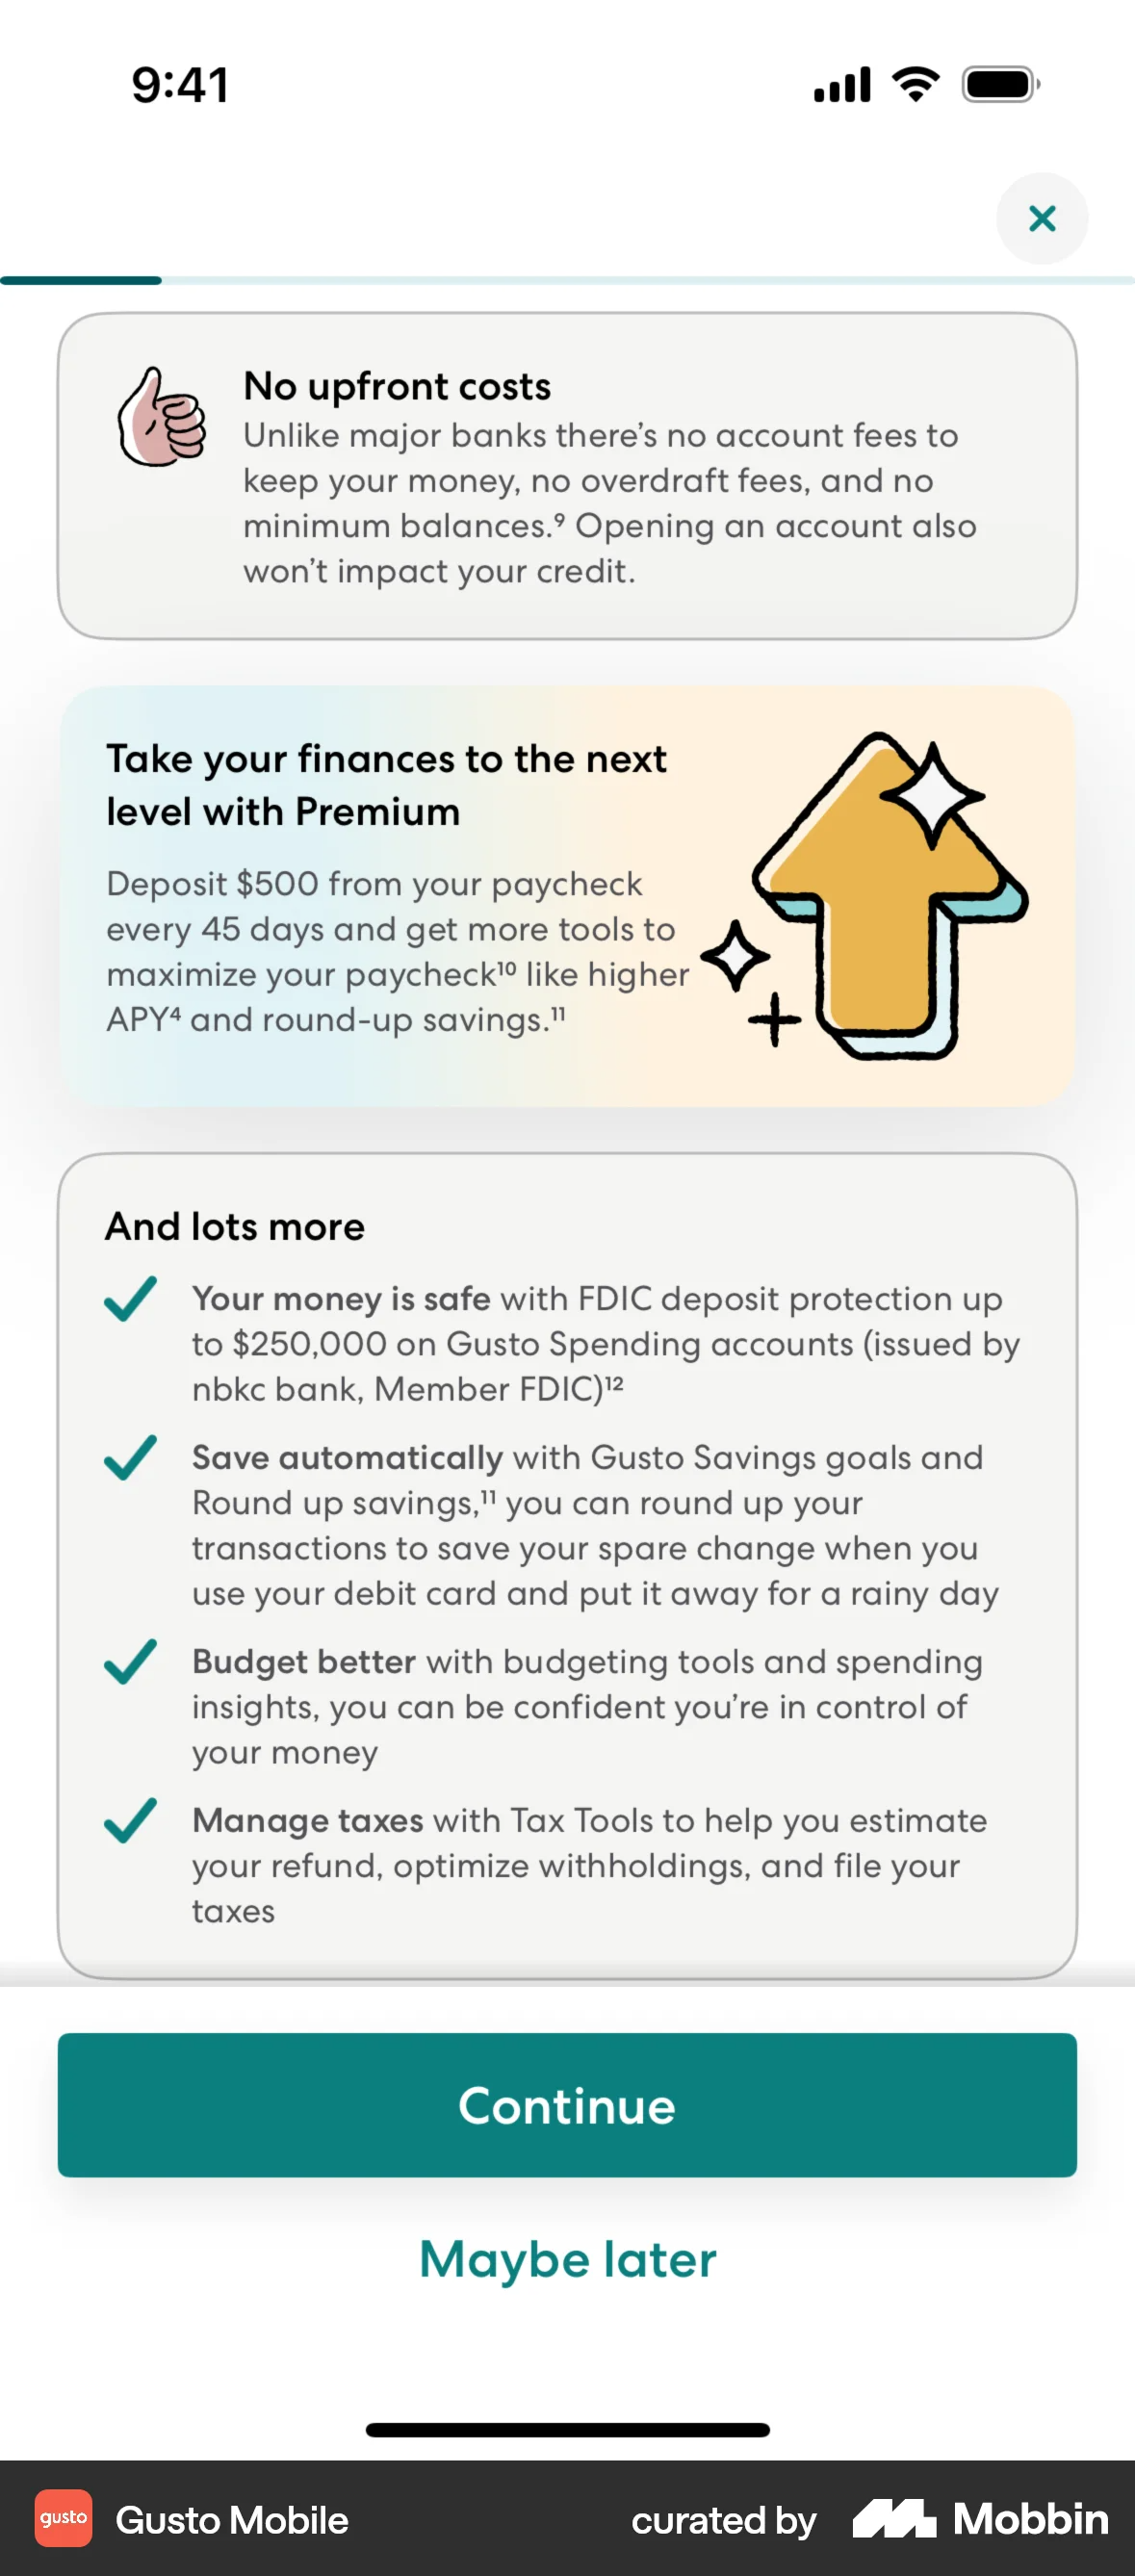 9:41
No upfront costs
Unlike major banks there’s no account fees to
keep your money, no overdraft fees, and no
minimum balances.⁹ Opening an account also
won’t impact your credit.
Take your finances to the next
level with Premium
Deposit $500 from your paycheck
every 45 days and get more tools to
maximize your paycheck¹⁰ like higher
APY⁴ and round-up savings.¹¹
And lots more
Your money is safe with FDIC deposit protection up
to $250,000 on Gusto Spending accounts (issued by
nbkc bank, Member FDIC)¹²
Save automatically with Gusto Savings goals and
Round up savings,¹¹ you can round up your
transactions to save your spare change when you
use your debit card and put it away for a rainy day
Budget better with budgeting tools and spending
insights, you can be confident you’re in control of
your money
Manage taxes with Tax Tools to help you estimate
your refund, optimize withholdings, and file your
taxes
Continue
Maybe later
gusto Gusto Mobile curated by Mobbin